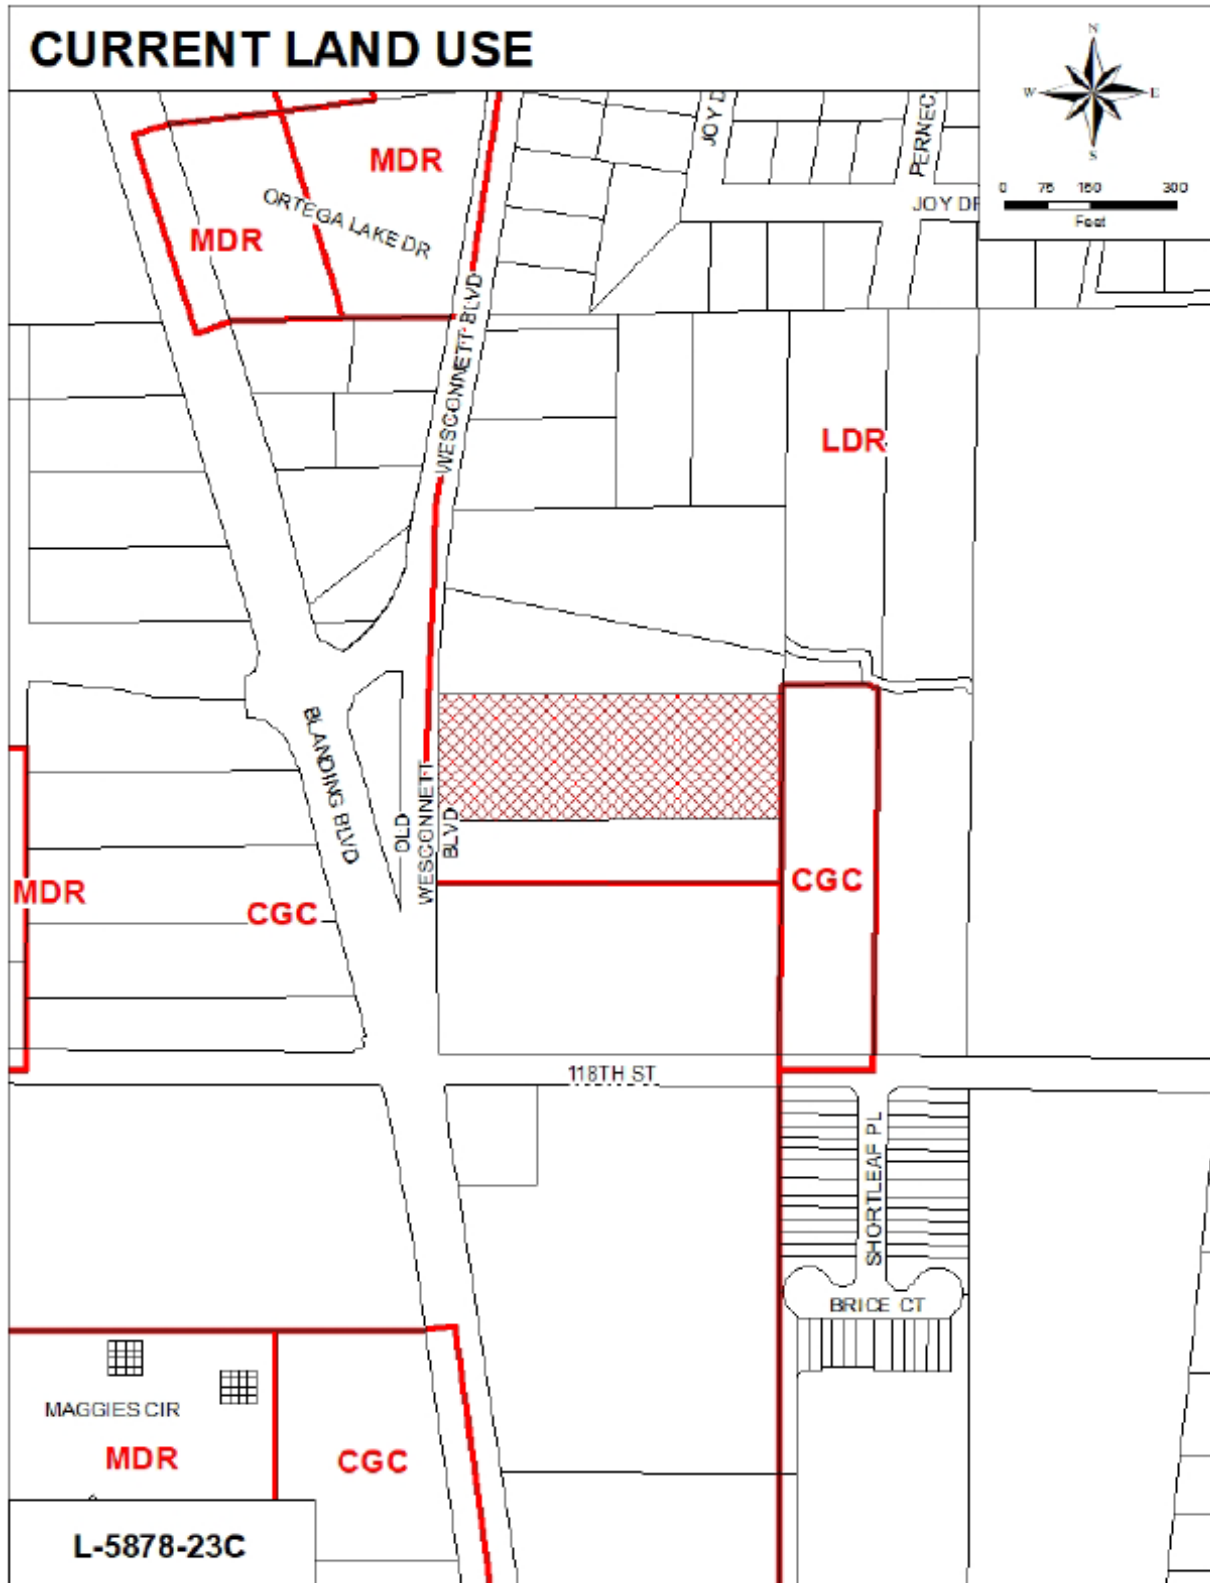 CURRENT LAND USE
N
W
E
S
0 75 150 300
Feet
JOY D
PERNEC
JOY DR
MDR
ORTEGA LAKE DR
MDR
WESCONNETT BLVD
LDR
BLANDING BLVD
OLD
WESCONNETT
BLVD
MDR
CGC
CGC
118TH ST
SHORTLEAF PL
BRICE CT
MAGGIES CIR
MDR
CGC
L-5878-23C